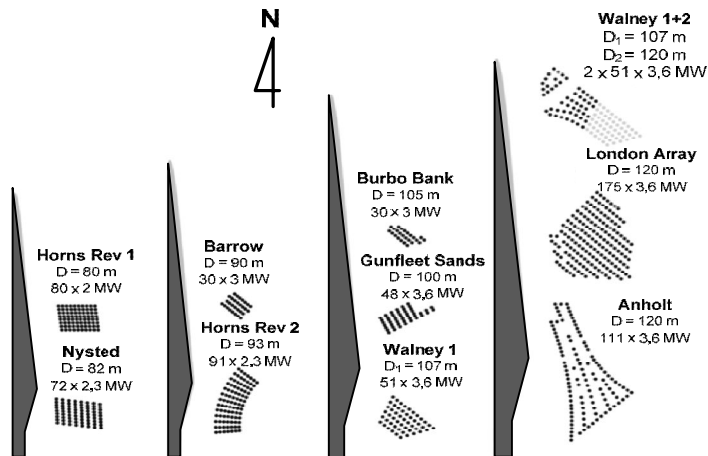 N
Horns Rev 1
D = 80 m
80 x 2 MW
Nysted
D = 82 m
72 x 2,3 MW
Barrow
D = 90 m
30 x 3 MW
Horns Rev 2
D = 93 m
91 x 2,3 MW
Burbo Bank
D = 105 m
30 x 3 MW
Gunfleet Sands
D = 100 m
48 x 3,6 MW
Walney 1
D₁ = 107 m
51 x 3,6 MW
Walney 1+2
D₁ = 107 m
D₂ = 120 m
2 x 51 x 3,6 MW
London Array
D = 120 m
175 x 3,6 MW
Anholt
D = 120 m
111 x 3,6 MW